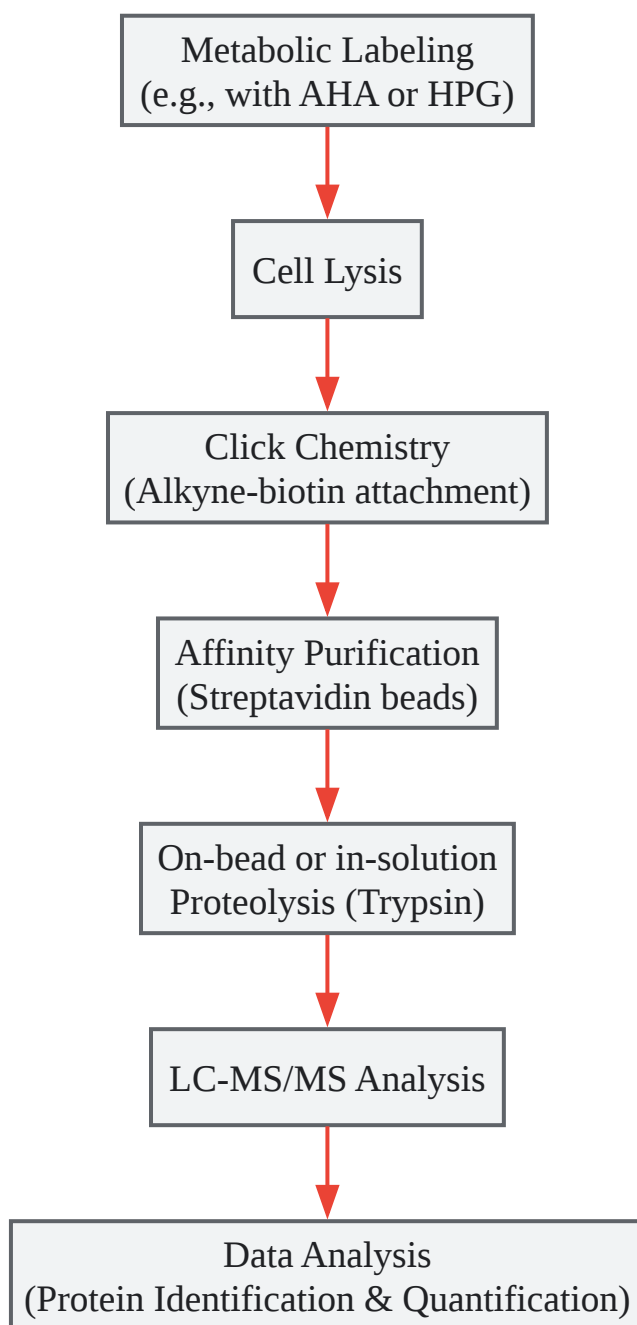 Metabolic Labeling
(e.g., with AHA or HPG)
Cell Lysis
Click Chemistry
(Alkyne-biotin attachment)
Affinity Purification
(Streptavidin beads)
On-bead or in-solution
Proteolysis (Trypsin)
LC-MS/MS Analysis
Data Analysis
(Protein Identification & Quantification)